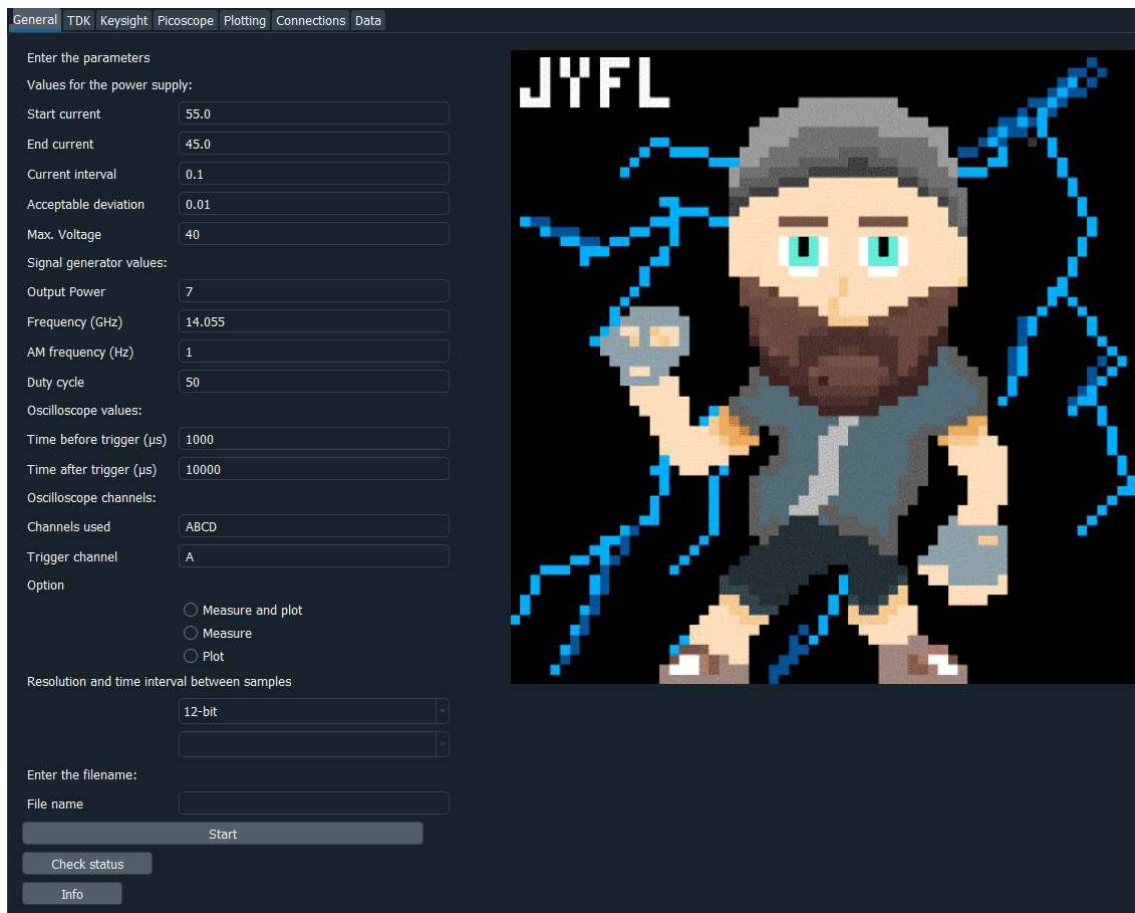 General TDK Keysight Picoscope Plotting Connections Data
JYFL
Enter the parameters
Values for the power supply:
Start current 55.0
End current 45.0
Current interval 0.1
Acceptable deviation 0.01
Max. Voltage 40
Signal generator values:
Output Power 7
Frequency (GHz) 14.055
AM frequency (Hz) 1
Duty cycle 50
Oscilloscope values:
Time before trigger (µs) 1000
Time after trigger (µs) 10000
Oscilloscope channels:
Channels used ABCD
Trigger channel A
Option
Measure and plot
Measure
Plot
Resolution and time interval between samples
12-bit
Enter the filename:
File name
Start
Check status
Info